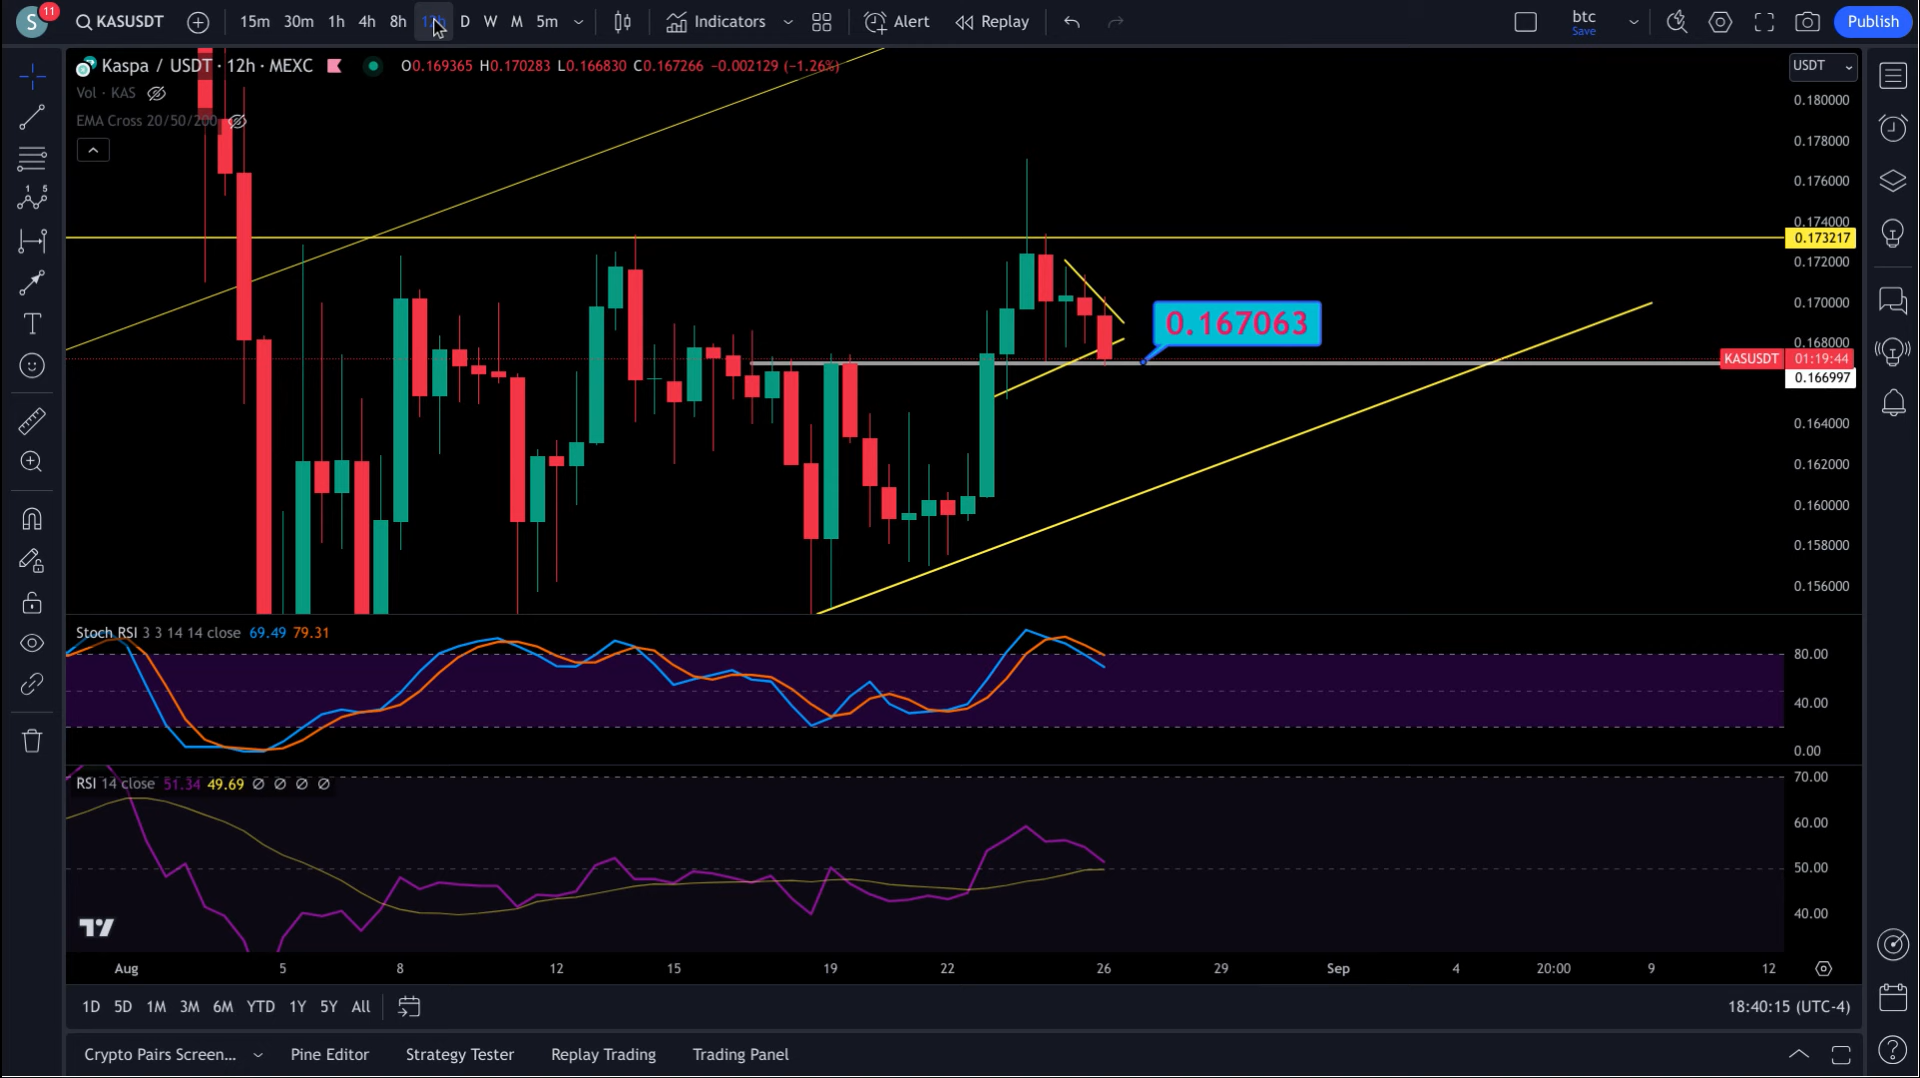 S 11 KASUSDT 15m 30m 1h 4h 8h 12h D W M 5m Indicators Alert Replay btc Save Publish
Kaspa / USDT · 12h · MEXC O0.169365 H0.170283 L0.166830 C0.167266 −0.002129 (−1.26%) USDT
Vol · KAS
EMA Cross 20/50/200
0.180000
0.178000
0.176000
0.174000
0.173217
0.172000
0.170000
0.167063
0.168000
KASUSDT 01:19:44
0.166997
0.164000
0.162000
0.160000
0.158000
0.156000
Stoch RSI 3 3 14 14 close 69.49 79.31
80.00
40.00
0.00
RSI 14 close 51.34 49.69 ∅ ∅ ∅ ∅
70.00
60.00
50.00
40.00
Aug 5 8 12 15 19 22 26 29 Sep 4 20:00 9 12
1D 5D 1M 3M 6M YTD 1Y 5Y All 18:40:15 (UTC-4)
Crypto Pairs Screen... Pine Editor Strategy Tester Replay Trading Trading Panel